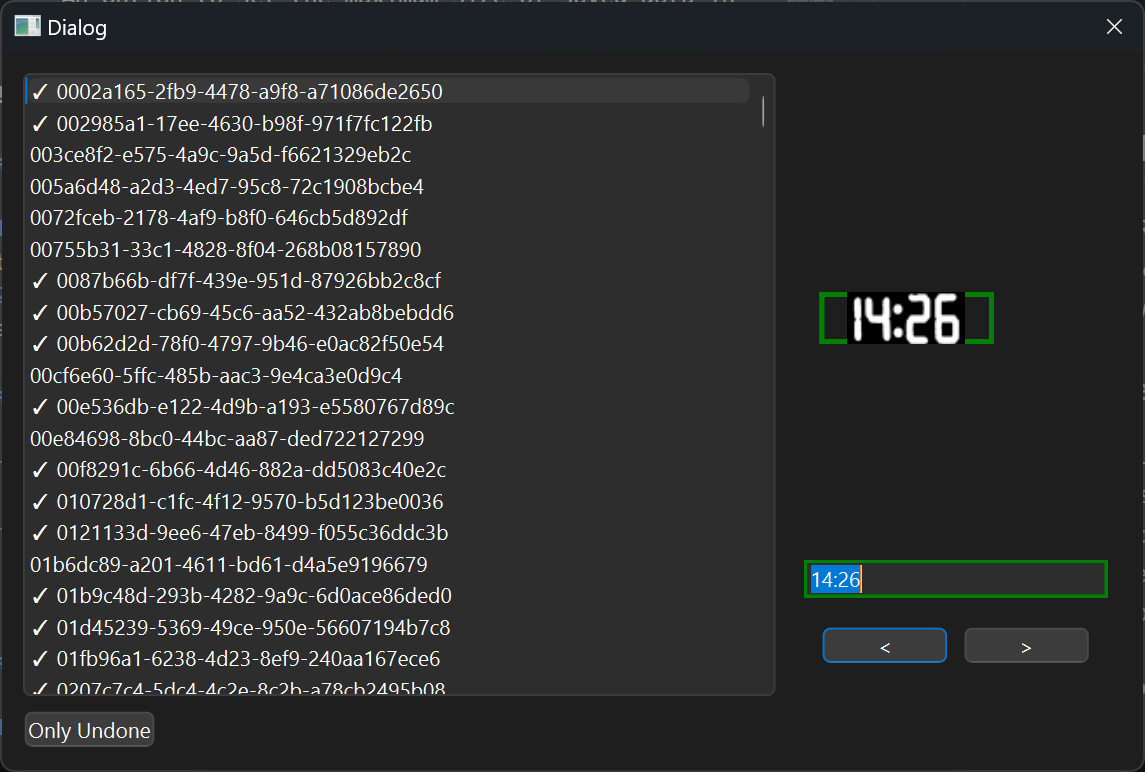 Dialog
✓ 0002a165-2fb9-4478-a9f8-a71086de2650
✓ 002985a1-17ee-4630-b98f-971f7fc122fb
003ce8f2-e575-4a9c-9a5d-f6621329eb2c
005a6d48-a2d3-4ed7-95c8-72c1908bcbe4
0072fceb-2178-4af9-b8f0-646cb5d892df
00755b31-33c1-4828-8f04-268b08157890
✓ 0087b66b-df7f-439e-951d-87926bb2c8cf
✓ 00b57027-cb69-45c6-aa52-432ab8bebdd6
✓ 00b62d2d-78f0-4797-9b46-e0ac82f50e54
00cf6e60-5ffc-485b-aac3-9e4ca3e0d9c4
✓ 00e536db-e122-4d9b-a193-e5580767d89c
00e84698-8bc0-44bc-aa87-ded722127299
✓ 00f8291c-6b66-4d46-882a-dd5083c40e2c
✓ 010728d1-c1fc-4f12-9570-b5d123be0036
✓ 0121133d-9ee6-47eb-8499-f055c36ddc3b
01b6dc89-a201-4611-bd61-d4a5e9196679
✓ 01b9c48d-293b-4282-9a9c-6d0ace86ded0
✓ 01d45239-5369-49ce-950e-56607194b7c8
✓ 01fb96a1-6238-4d23-8ef9-240aa167ece6
✓ 0207c7c4-5dc4-4c2e-8c2b-a78cb2495b08
Only Undone
14:26
14:26
< >